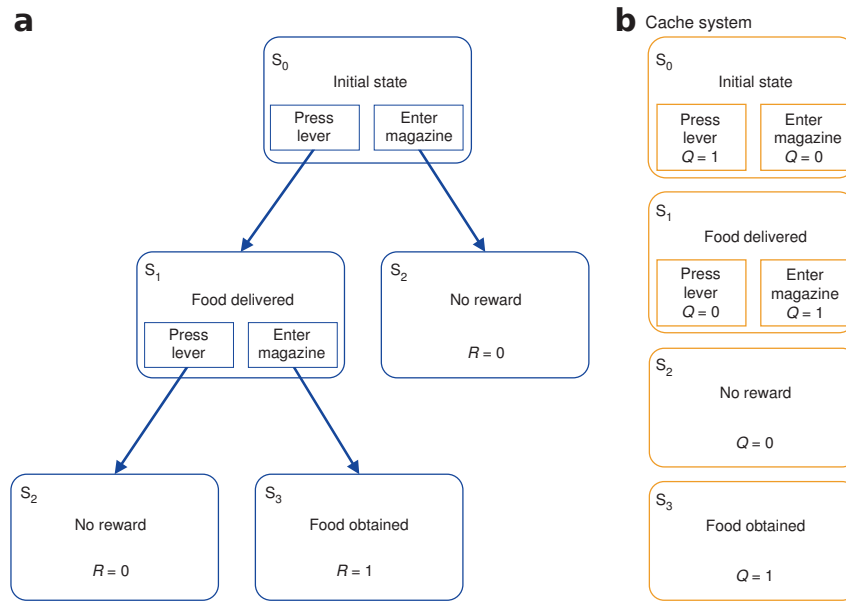 a
S0
Initial state
Press
lever
Enter
magazine
S1
Food delivered
Press
lever
Enter
magazine
S2
No reward
R = 0
S2
No reward
R = 0
S3
Food obtained
R = 1
b Cache system
S0
Initial state
Press
lever
Q = 1
Enter
magazine
Q = 0
S1
Food delivered
Press
lever
Q = 0
Enter
magazine
Q = 1
S2
No reward
Q = 0
S3
Food obtained
Q = 1